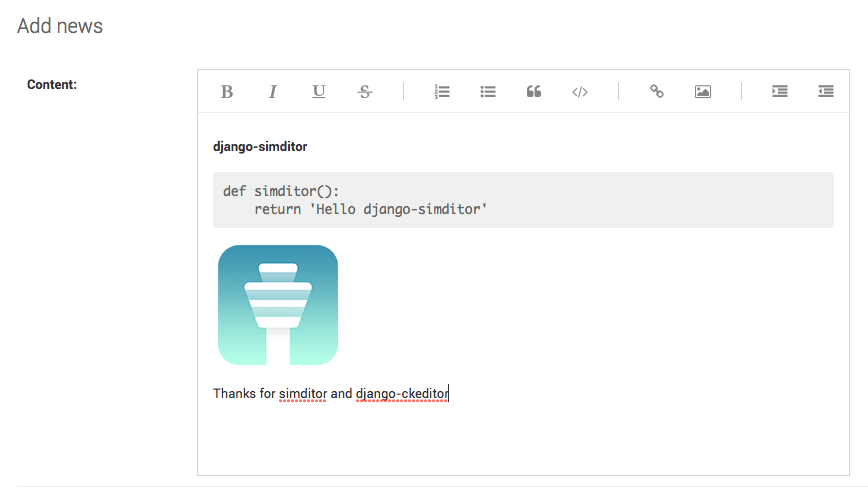 Add news
Content:
B I U S
django-simditor
def simditor():
    return 'Hello django-simditor'
Thanks for simditor and django-ckeditor